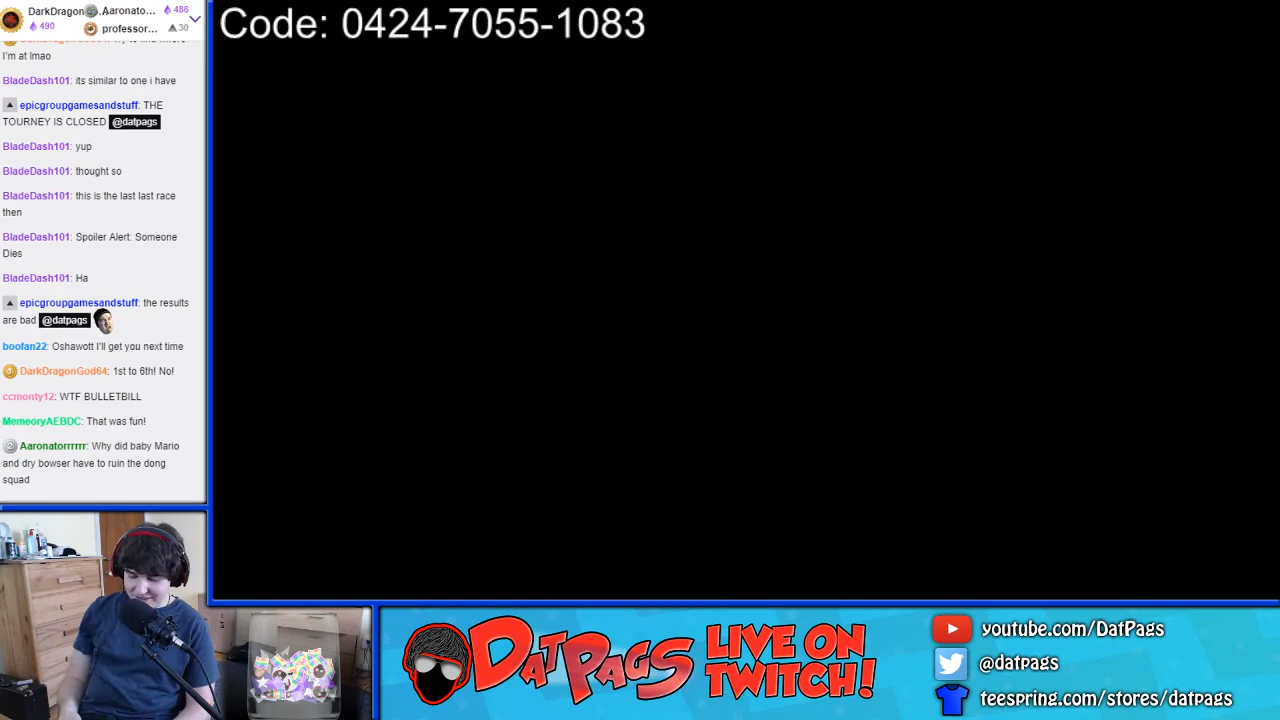 DarkDragon... Aaronato... 486
490 professor... 30
Code: 0424-7055-1083
I'm at lmao
BladeDash101: its similar to one i have
epicgroupgamesandstuff: THE
TOURNEY IS CLOSED @datpags
BladeDash101: yup
BladeDash101: thought so
BladeDash101: this is the last last race
then
BladeDash101: Spoiler Alert: Someone
Dies
BladeDash101: Ha
epicgroupgamesandstuff: the results
are bad @datpags
boofan22: Oshawott I'll get you next time
DarkDragonGod64: 1st to 6th! No!
ccmonty12: WTF BULLETBILL
MemeoryAEBDC: That was fun!
Aaronatorrrrrr: Why did baby Mario
and dry bowser have to ruin the dong
squad
DATPAGS LIVE ON
TWITCH!
youtube.com/DatPags
@datpags
teespring.com/stores/datpags